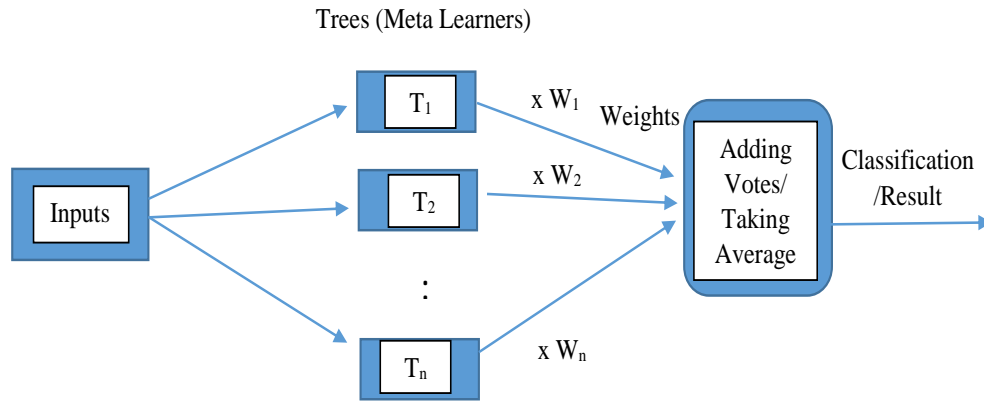 Trees (Meta Learners)
T1
x W1
Weights
Inputs
T2
x W2
Adding
Votes/
Taking
Average
Classification
/Result
:
Tn
x Wn